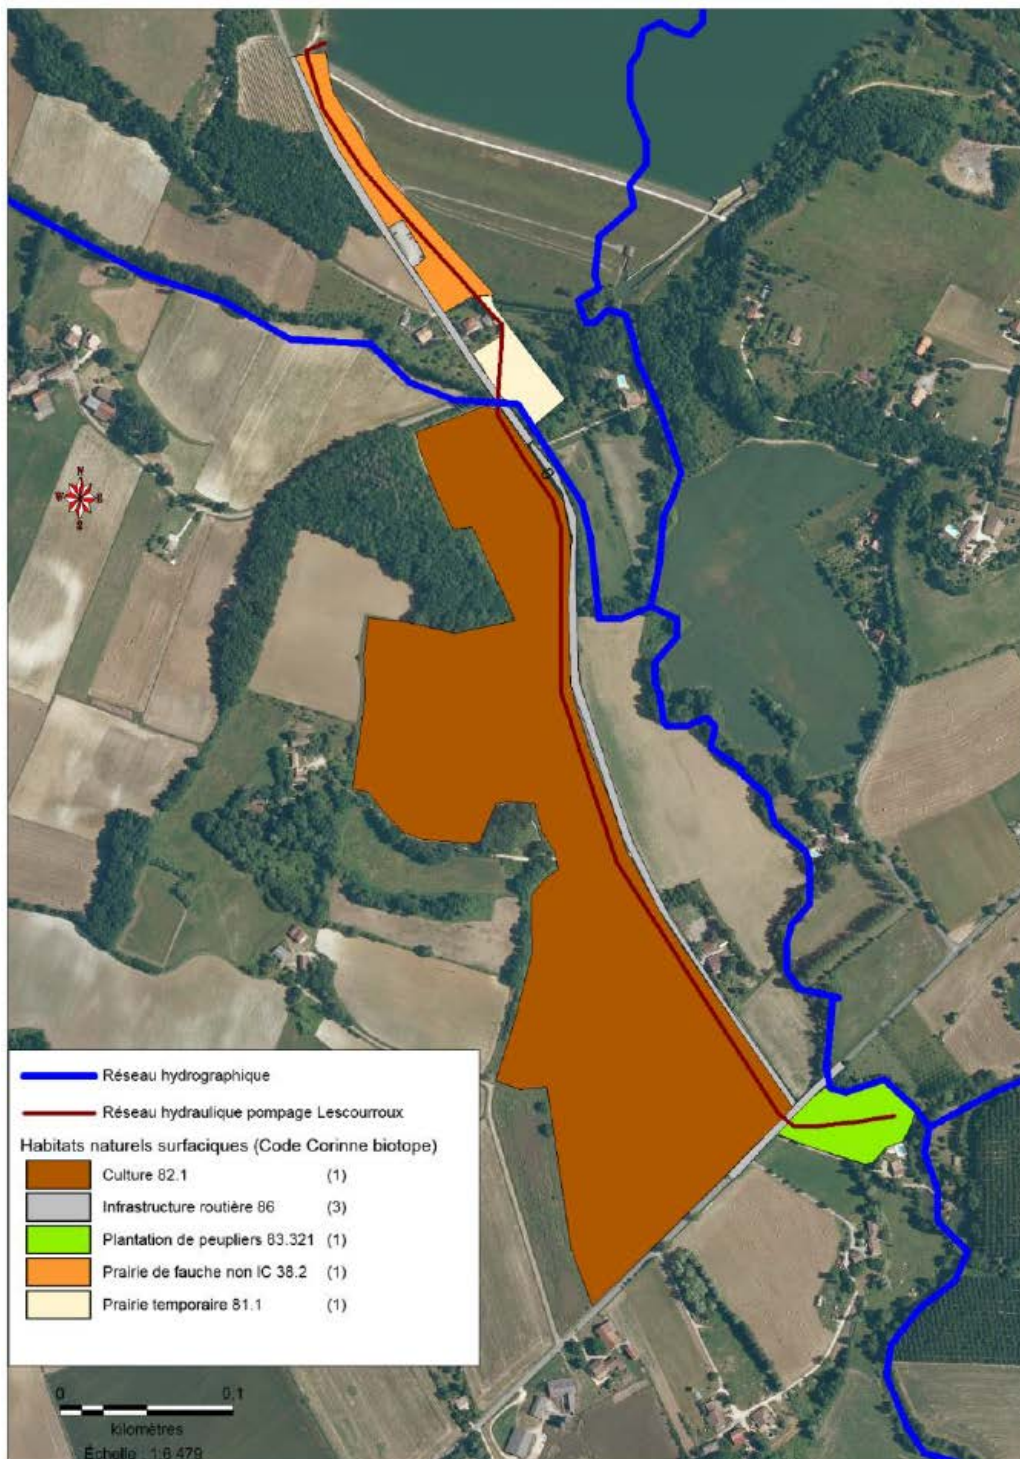 N
W E
S
Réseau hydrographique
Réseau hydraulique pompage Lescourroux
Habitats naturels surfaciques (Code Corinne biotope)
Culture 82.1 (1)
Infrastructure routière 86 (3)
Plantation de peupliers 83.321 (1)
Prairie de fauche non IC 38.2 (1)
Prairie temporaire 81.1 (1)
0 0,1
kilomètres
Échelle : 1:6 479